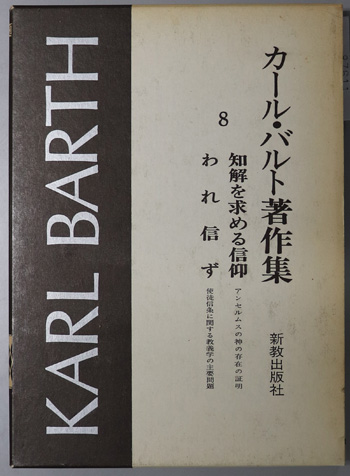 KARL BARTH
カール・バルト著作集
8
知解を求める信仰
アンセルムスの神の存在の証明
われ信ず
使徒信条に関する教義学の主要問題
新教出版社